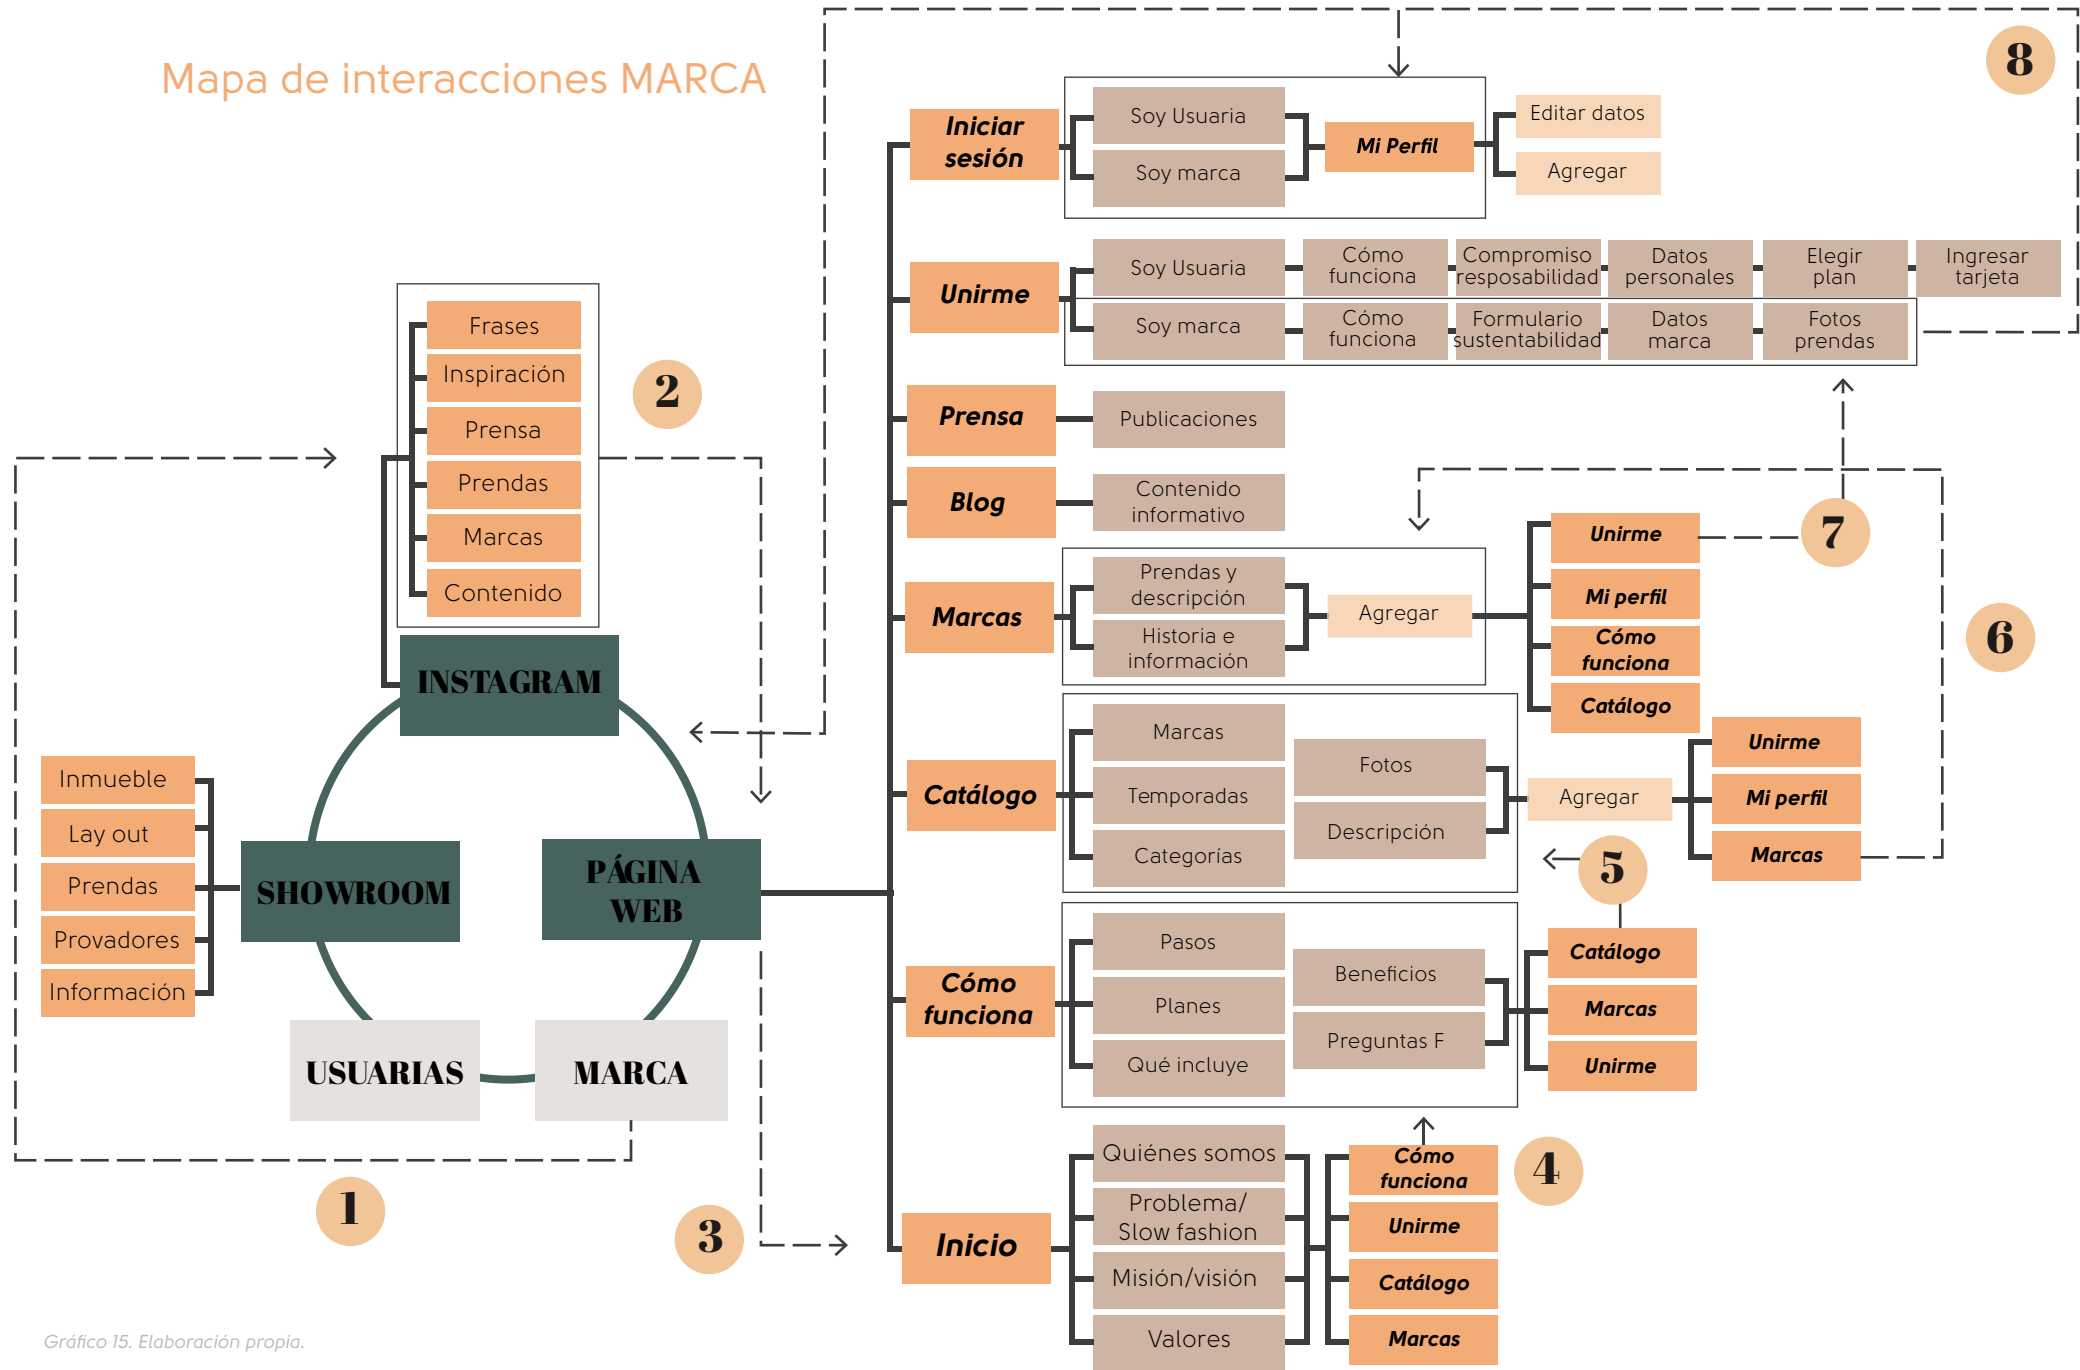 Mapa de interacciones MARCA
8
Iniciar
sesión
Soy Usuaria
Soy marca
Mi Perfil
Editar datos
Agregar
Unirme
Soy Usuaria
Cómo
funciona
Compromiso
resposabilidad
Datos
personales
Elegir
plan
Ingresar
tarjeta
Soy marca
Cómo
funciona
Formulario
sustentabilidad
Datos
marca
Fotos
prendas
Frases
Inspiración
Prensa
Prendas
Marcas
Contenido
2
INSTAGRAM
Prensa
Publicaciones
Blog
Contenido
informativo
Marcas
Prendas y
descripción
Historia e
información
Agregar
Unirme
Mi perfil
Cómo
funciona
Catálogo
7
6
Catálogo
Marcas
Temporadas
Categorías
Fotos
Descripción
Agregar
Unirme
Mi perfil
Marcas
5
Inmueble
Lay out
Prendas
Provadores
Información
SHOWROOM
PÁGINA
WEB
USUARIAS
MARCA
Cómo
funciona
Pasos
Planes
Qué incluye
Beneficios
Preguntas F
Catálogo
Marcas
Unirme
1
3
Inicio
Quiénes somos
Problema/
Slow fashion
Misión/visión
Valores
Cómo
funciona
Unirme
Catálogo
Marcas
4
Gráfico 15. Elaboración propia.